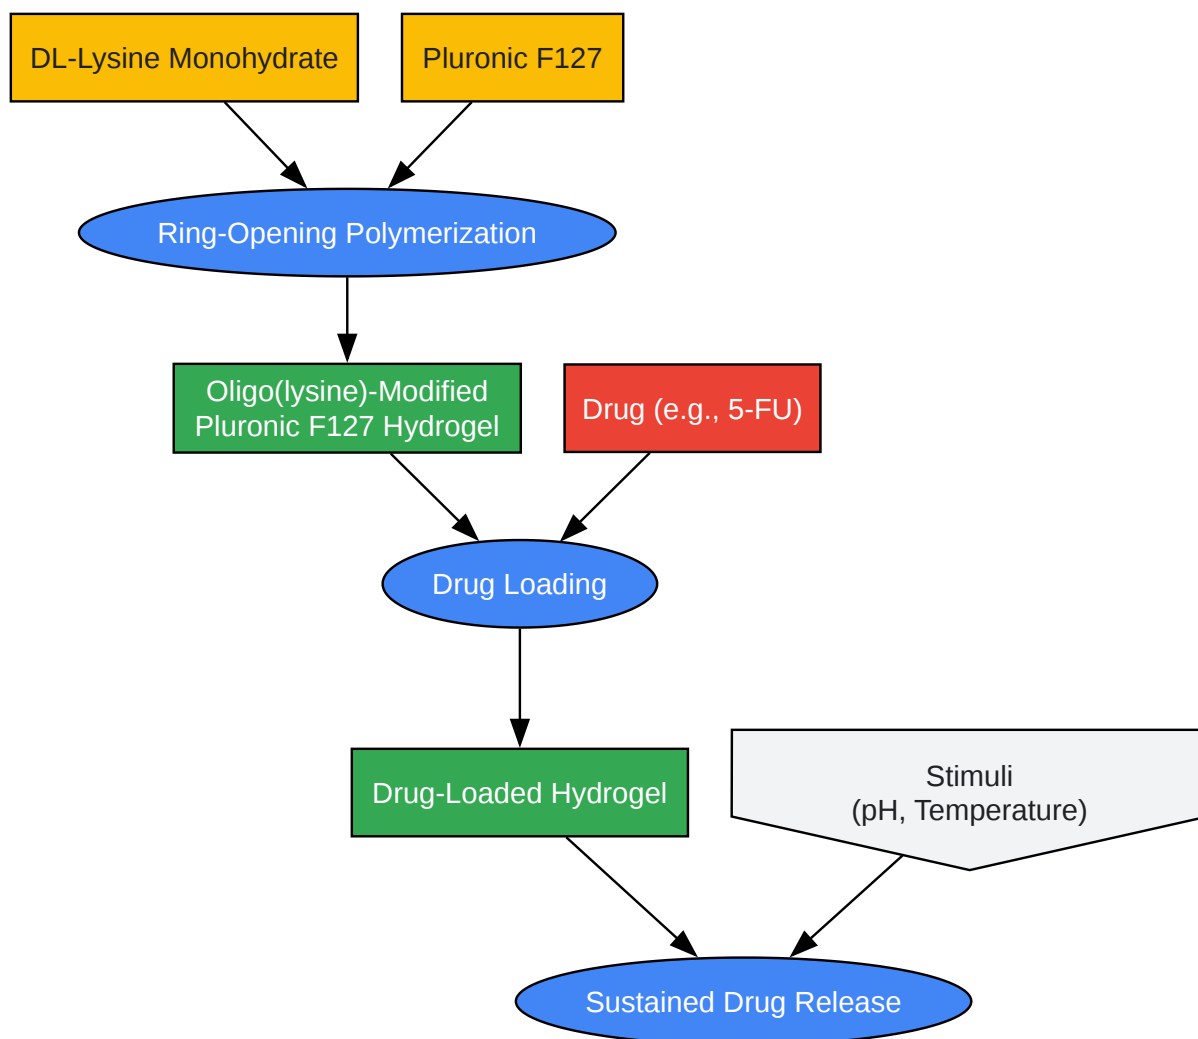 DL-Lysine Monohydrate
Pluronic F127
Ring-Opening Polymerization
Oligo(lysine)-Modified
Pluronic F127 Hydrogel
Drug (e.g., 5-FU)
Drug Loading
Drug-Loaded Hydrogel
Stimuli
(pH, Temperature)
Sustained Drug Release